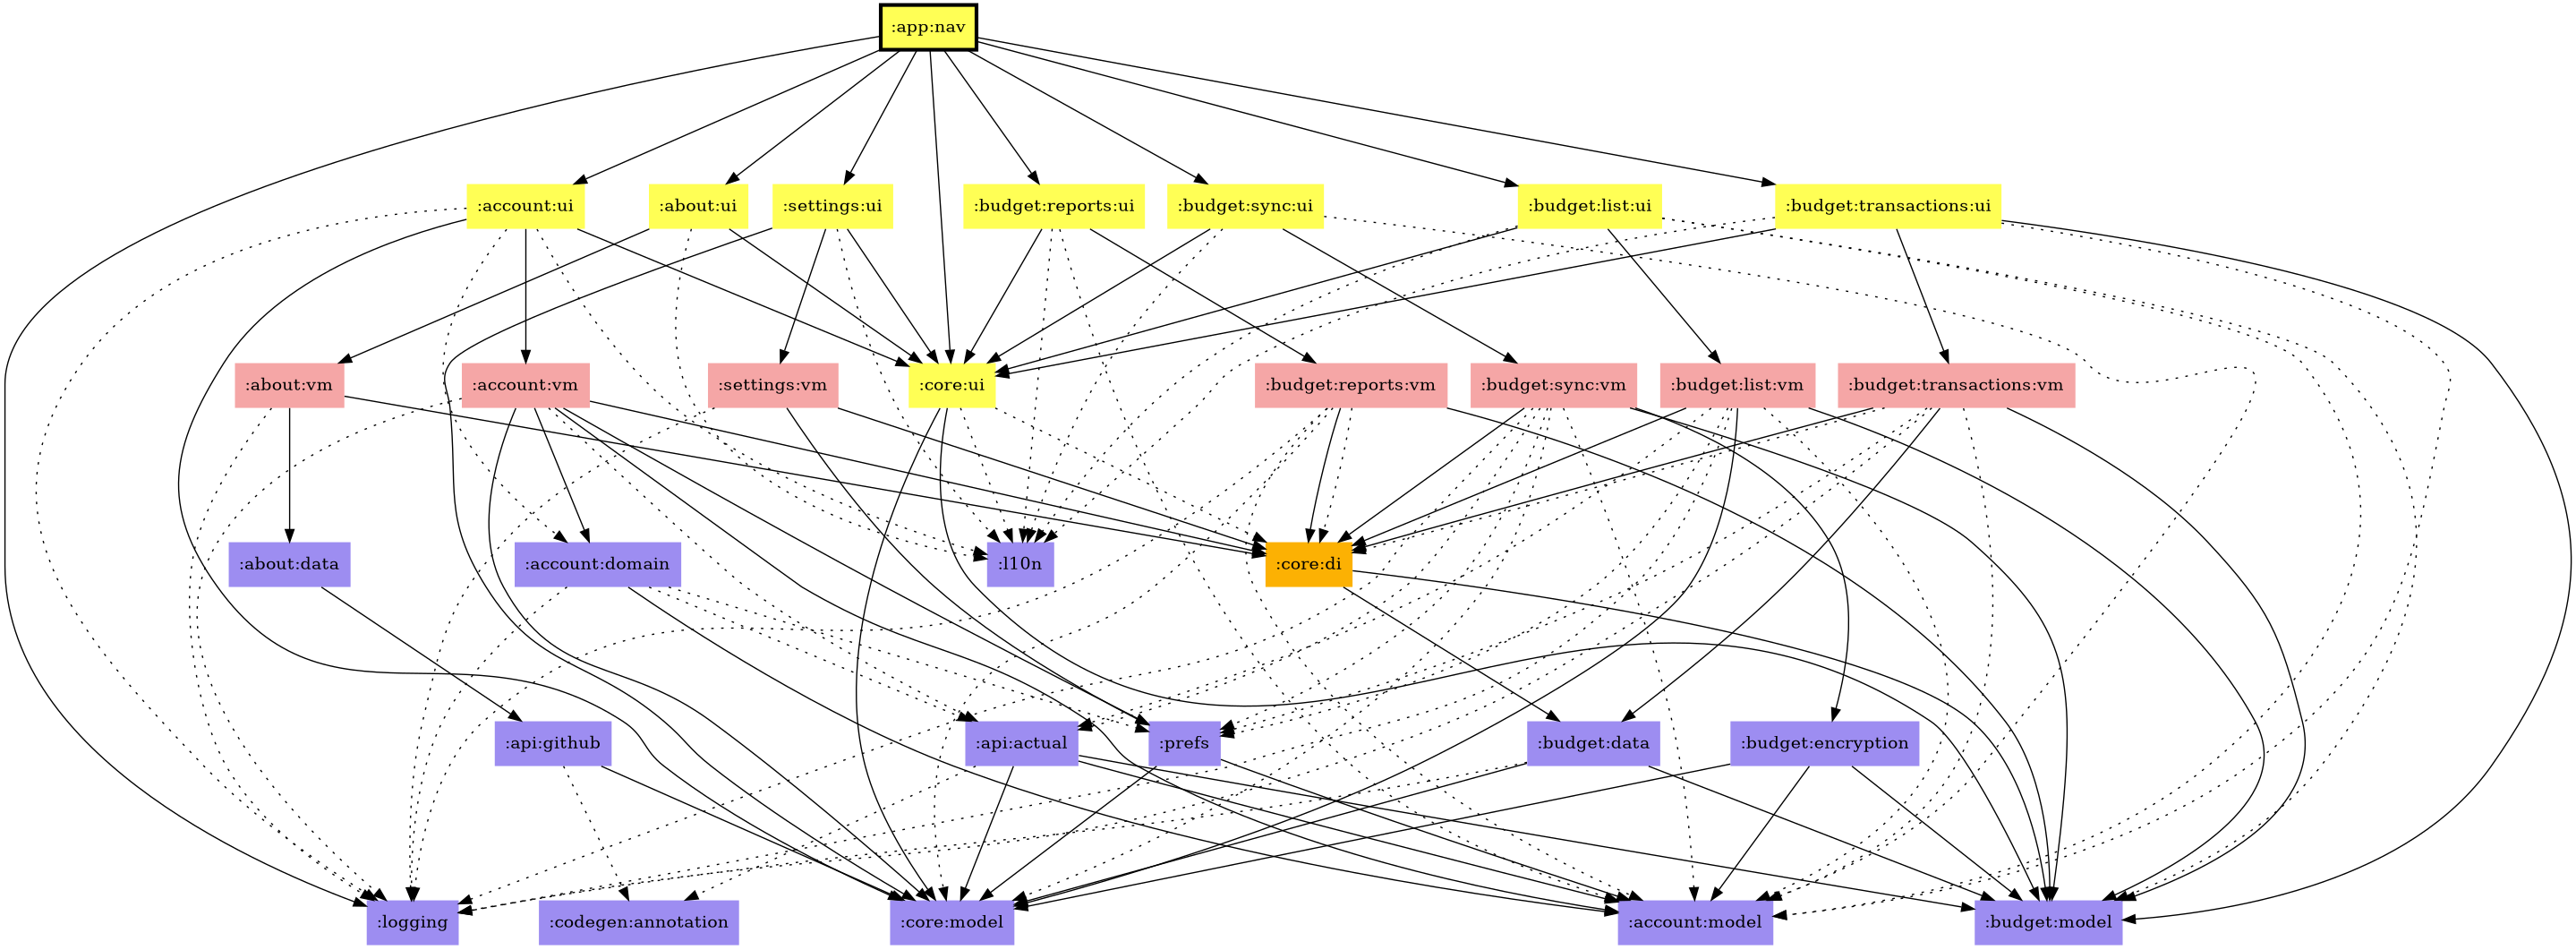 :app:nav
:account:ui
:about:ui
:settings:ui
:budget:reports:ui
:budget:sync:ui
:budget:list:ui
:budget:transactions:ui
:about:vm
:account:vm
:settings:vm
:core:ui
:budget:reports:vm
:budget:sync:vm
:budget:list:vm
:budget:transactions:vm
:about:data
:account:domain
:l10n
:core:di
:api:github
:api:actual
:prefs
:budget:data
:budget:encryption
:logging
:codegen:annotation
:core:model
:account:model
:budget:model